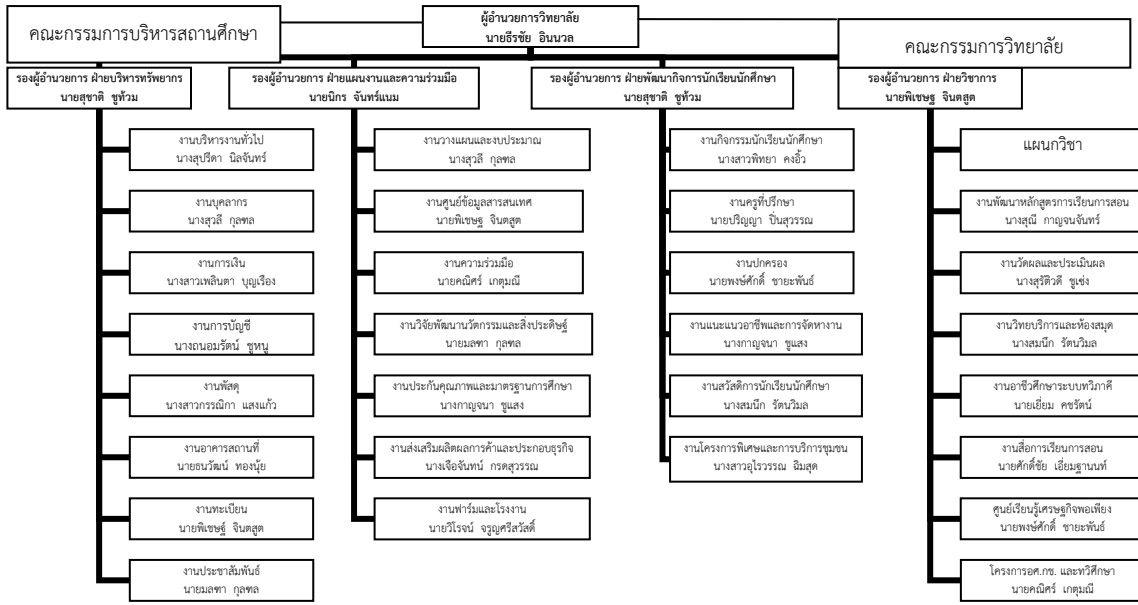 ผู้อำนวยการวิทยาลัย
นายธีรชัย อินนวล
คณะกรรมการบริหารสถานศึกษา
คณะกรรมการวิทยาลัย
รองผู้อำนวยการ ฝ่ายบริหารทรัพยากร
นายสุชาติ ชูท้วม
รองผู้อำนวยการ ฝ่ายแผนงานและความร่วมมือ
นายนิกร จันทร์แนม
รองผู้อำนวยการ ฝ่ายพัฒนากิจการนักเรียนนักศึกษา
นายสุชาติ ชูท้วม
รองผู้อำนวยการ ฝ่ายวิชาการ
นายพิเชษฐ จินตสูต
งานบริหารงานทั่วไป
นางสุปรีดา นิลจันทร์
งานบุคลากร
นางสุวลี กุลฑล
งานการเงิน
นางสาวเพลินตา บุญเรือง
งานการบัญชี
นางถนอมรัตน์ ชูหนู
งานพัสดุ
นางสาวกรรณิกา แสงแก้ว
งานอาคารสถานที่
นายธนวัฒน์ ทองนุ้ย
งานทะเบียน
นายพิเชษฐ์ จินตสูต
งานประชาสัมพันธ์
นายมลฑา กุลฑล
งานวางแผนและงบประมาณ
นางสุวลี กุลฑล
งานศูนย์ข้อมูลสารสนเทศ
นายพิเชษฐ จินตสูต
งานความร่วมมือ
นายคณิศร์ เกตุมณี
งานวิจัยพัฒนานวัตกรรมและสิ่งประดิษฐ์
นายมลฑา กุลฑล
งานประกันคุณภาพและมาตรฐานการศึกษา
นางกาญจนา ชูแสง
งานส่งเสริมผลิตผลการค้าและประกอบธุรกิจ
นางเจือจันทน์ กรดสุวรรณ
งานฟาร์มและโรงงาน
นายวิโรจน์ จรูญศรีสวัสดิ์
งานกิจกรรมนักเรียนนักศึกษา
นางสาวพิทยา คงอิ้ว
งานครูที่ปรึกษา
นายปริญญา ปิ่นสุวรรณ
งานปกครอง
นายพงษ์ศักดิ์ ชายะพันธ์
งานแนะแนวอาชีพและการจัดหางาน
นางกาญจนา ชูแสง
งานสวัสดิการนักเรียนนักศึกษา
นางสมนึก รัตนวิมล
งานโครงการพิเศษและการบริการชุมชน
นางสาวอุไรวรรณ ฉิมสุด
แผนกวิชา
งานพัฒนาหลักสูตรการเรียนการสอน
นางสุณี กาญจนจันทร์
งานวัดผลและประเมินผล
นางสุรัติวดี ชูเซ่ง
งานวิทยบริการและห้องสมุด
นางสมนึก รัตนวิมล
งานอาชีวศึกษาระบบทวิภาคี
นายเยี่ยม คชรัตน์
งานสื่อการเรียนการสอน
นายศักดิ์ชัย เอี่ยมฐานนท์
ศูนย์เรียนรู้เศรษฐกิจพอเพียง
นายพงษ์ศักดิ์ ชายะพันธ์
โครงการอศ.กช. และทวิศึกษา
นายคณิศร์ เกตุมณี